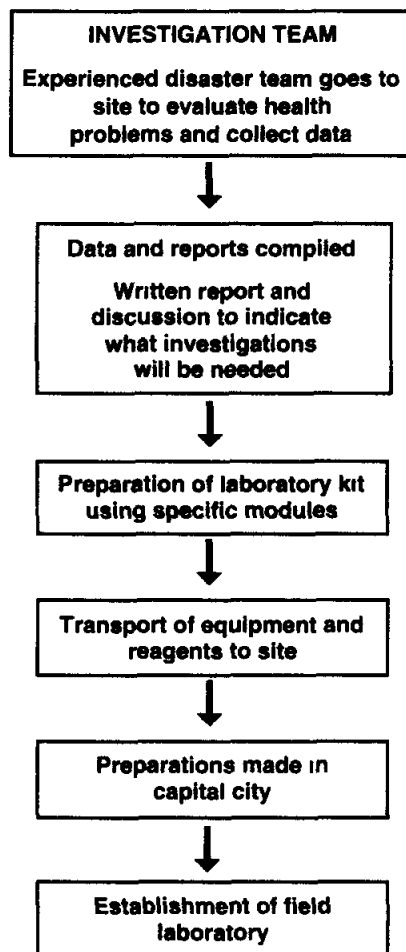 INVESTIGATION TEAM
Experienced disaster team goes to
site to evaluate health
problems and collect data
Data and reports compiled
Written report and
discussion to indicate
what investigations
will be needed
Preparation of laboratory kit
using specific modules
Transport of equipment and
reagents to site
Preparations made in
capital city
Establishment of field
laboratory